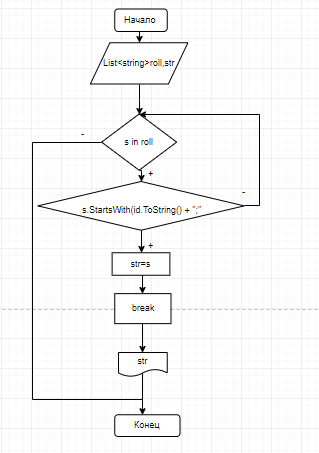 Начало
List<string>roll,str
s in roll
-
+
-
s.StartsWith(id.ToString() + ";"
+
str=s
break
str
Конец